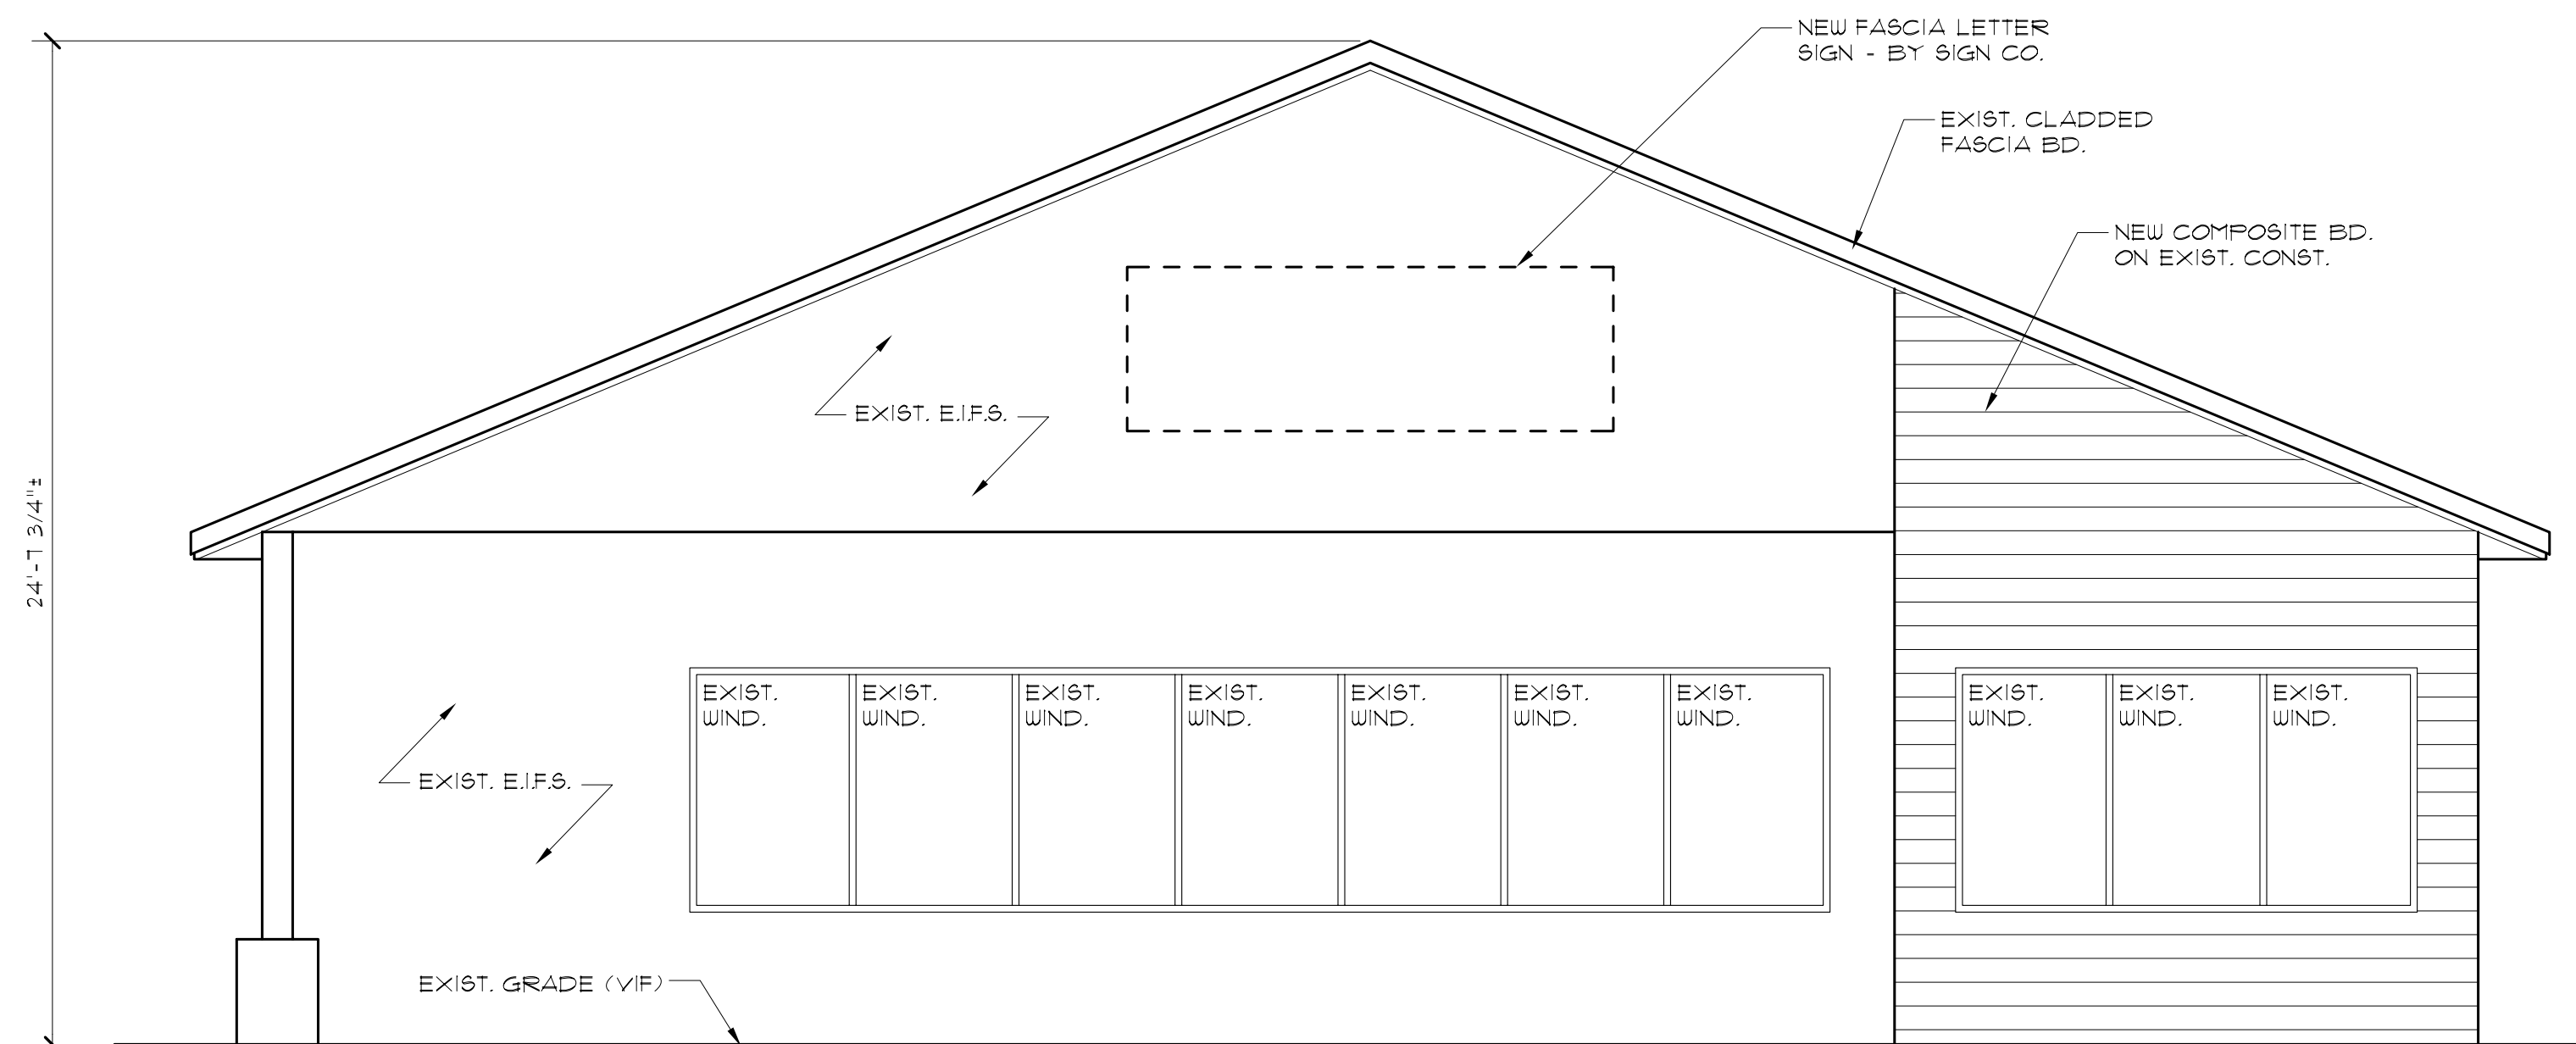 NEW FASCIA LETTER
SIGN - BY SIGN CO.
EXIST. CLADDED
FASCIA BD.
NEW COMPOSITE BD.
ON EXIST. CONST.
EXIST. E.I.F.S.
24'-7 3/4"±
EXIST. WIND.
EXIST. WIND.
EXIST. WIND.
EXIST. WIND.
EXIST. WIND.
EXIST. WIND.
EXIST. WIND.
EXIST. WIND.
EXIST. WIND.
EXIST. WIND.
EXIST. E.I.F.S.
EXIST. GRADE (VIF)